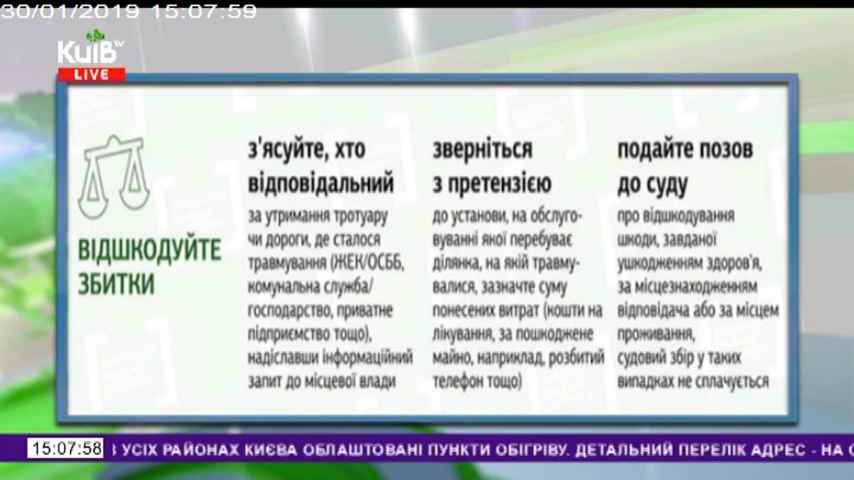 30/01/2019 15:07:59
КиїВ TV
LIVE
ВІДШКОДУЙТЕ
ЗБИТКИ
з'ясуйте, хто
відповідальний
за утримання тротуару
чи дороги, де сталося
травмування (ЖЕК/ОСББ,
комунальна служба/
господарство, приватне
підприємство тощо),
надіславши інформаційний
запит до місцевої влади
зверніться
з претензією
до установи, на обслуго-
вуванні якої перебуває
ділянка, на якій травму-
валися, зазначте суму
понесених витрат (кошти на
лікування, за пошкоджене
майно, наприклад, розбитий
телефон тощо)
подайте позов
до суду
про відшкодування
шкоди, завданої
ушкодженням здоров'я,
за місцезнаходженням
відповідача або за місцем
проживання,
судовий збір у таких
випадках не сплачується
15:07:58 В УСІХ РАЙОНАХ КИЄВА ОБЛАШТОВАНІ ПУНКТИ ОБІГРІВУ. ДЕТАЛЬНИЙ ПЕРЕЛІК АДРЕС - НА